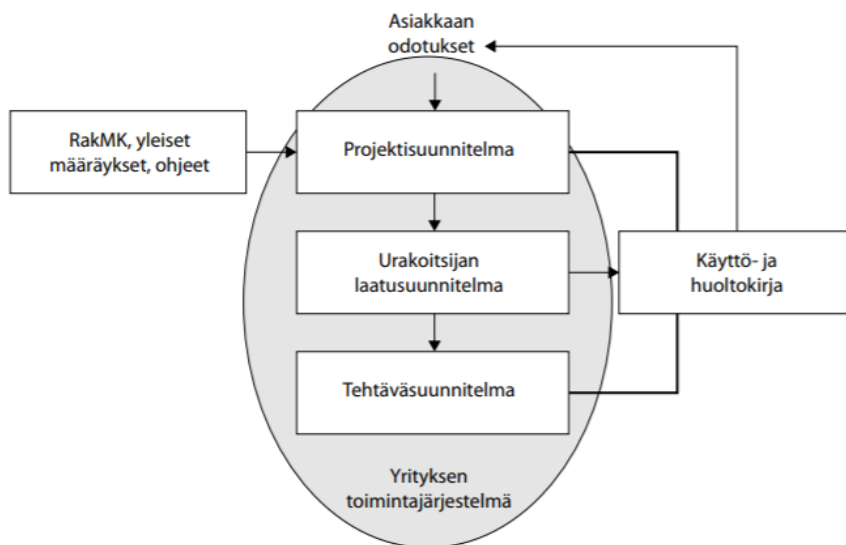 Asiakkaan
odotukset
RakMK, yleiset
määräykset, ohjeet
Projektisuunnitelma
Urakoitsijan
laatusuunnitelma
Käyttö- ja
huoltokirja
Tehtäväsuunnitelma
Yrityksen
toimintajärjestelmä